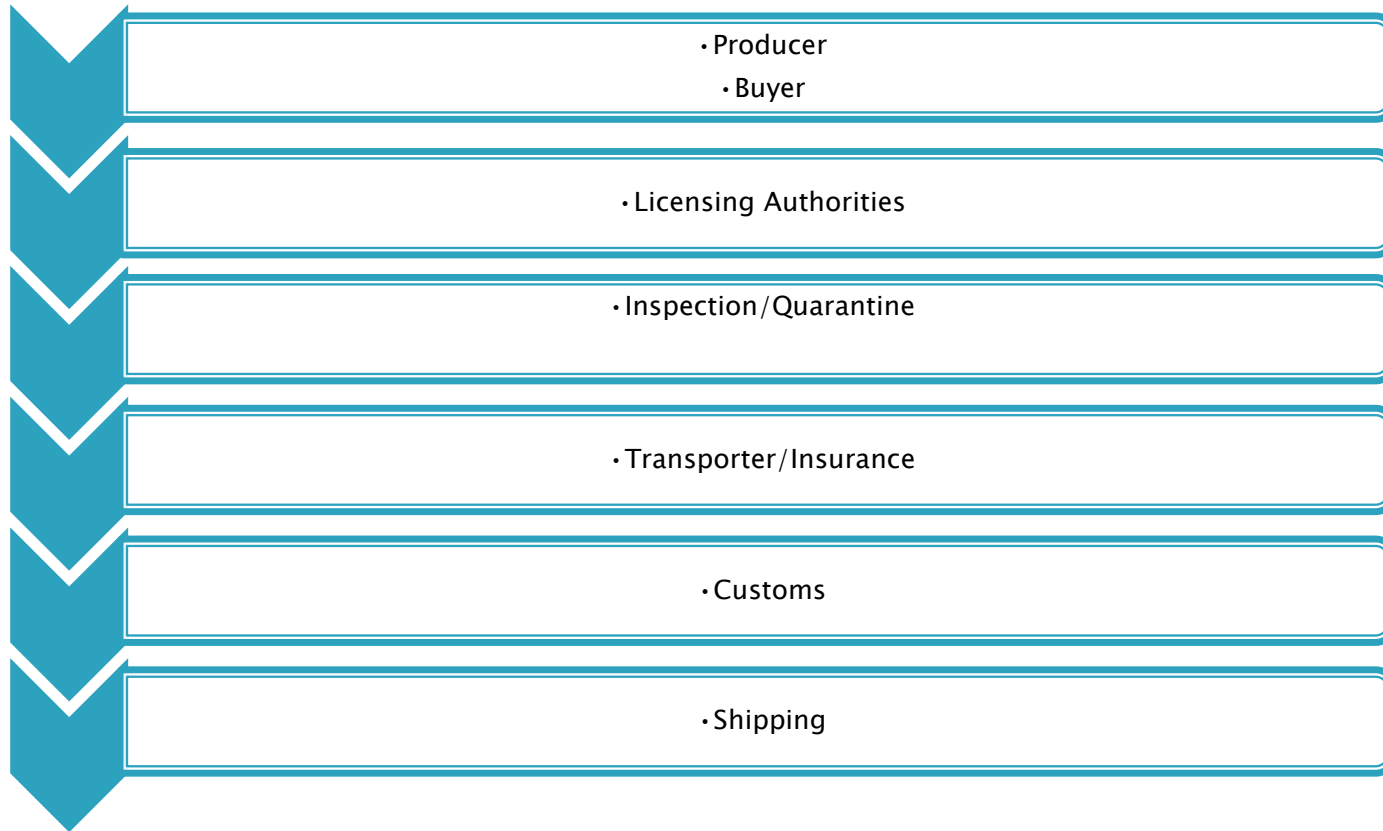 •Producer
•Buyer
•Licensing Authorities
•Inspection/Quarantine
•Transporter/Insurance
•Customs
•Shipping